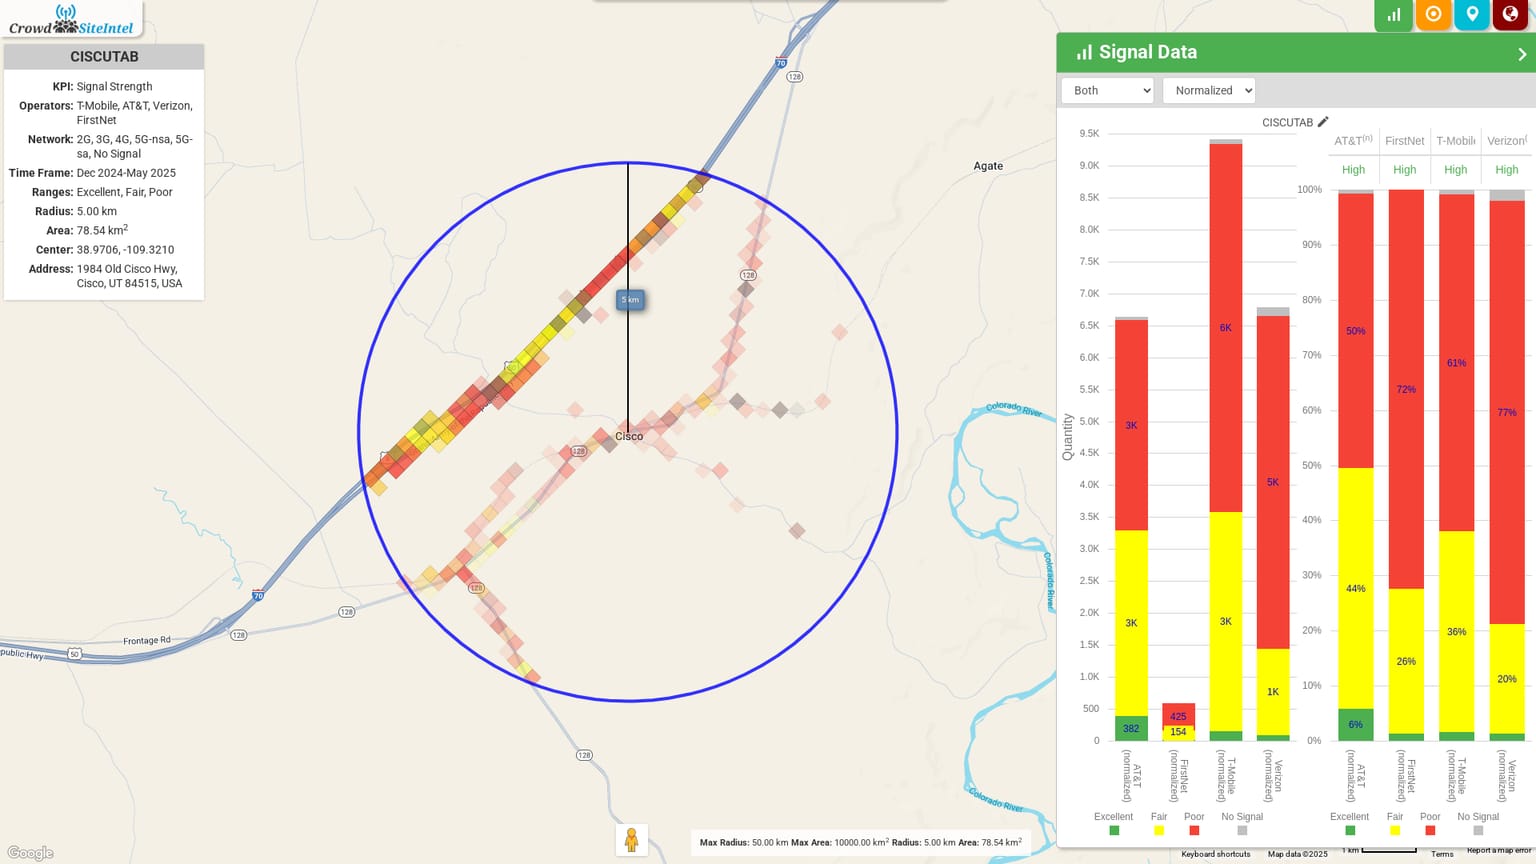 Crowd SiteIntel
CISCUTAB
KPI: Signal Strength
Operators: T-Mobile, AT&T, Verizon,
FirstNet
Network: 2G, 3G, 4G, 5G-nsa, 5G-
sa, No Signal
Time Frame: Dec 2024-May 2025
Ranges: Excellent, Fair, Poor
Radius: 5.00 km
Area: 78.54 km²
Center: 38.9706, -109.3210
Address: 1984 Old Cisco Hwy,
Cisco, UT 84515, USA
70
128
Agate
128
5 km
Cisco
128
128
Colorado River
Colorado River
Colorado River
70
128
128
Frontage Rd
50
public Hwy
128
Google
Max Radius: 50.00 km Max Area: 10000.00 km² Radius: 5.00 km Area: 78.54 km²
Signal Data
Both
Normalized
CISCUTAB
9.5K
9.0K
8.5K
8.0K
7.5K
7.0K
6.5K
6.0K
5.5K
5.0K
4.5K
4.0K
3.5K
3.0K
2.5K
2.0K
1.5K
1.0K
500
0
Quantity
3K
3K
382
425
154
6K
3K
5K
1K
AT&T (normalized)
FirstNet (normalized)
T-Mobile (normalized)
Verizon (normalized)
Excellent Fair Poor No Signal
AT&T(n) FirstNet T-Mobile Verizon(
High High High High
100%
90%
80%
70%
60%
50%
40%
30%
20%
10%
0%
50%
44%
6%
72%
26%
61%
36%
77%
20%
AT&T (normalized)
FirstNet (normalized)
T-Mobile (normalized)
Verizon (normalized)
Excellent Fair Poor No Signal
Keyboard shortcuts Map data ©2025 1 km Terms Report a map error